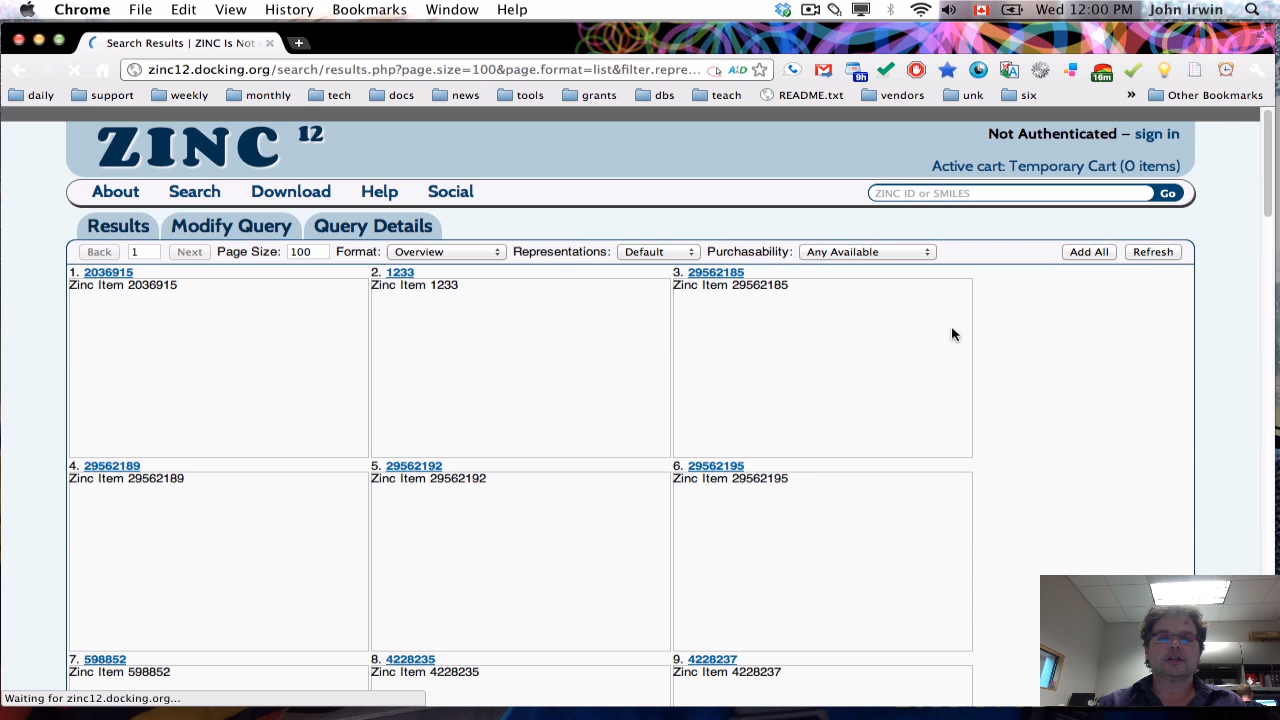 Chrome File Edit View History Bookmarks Window Help Wed 12:00 PM John Irwin
Search Results | ZINC Is Not
zinc12.docking.org/search/results.php?page.size=100&page.format=list&filter.repre...
9h 16m
daily support weekly monthly tech docs news tools grants dbs teach README.txt vendors unk six » Other Bookmarks
ZINC 12
Not Authenticated – sign in
Active cart: Temporary Cart (0 items)
About Search Download Help Social ZINC ID or SMILES Go
Results Modify Query Query Details
Back 1 Next Page Size: 100 Format: Overview Representations: Default Purchasability: Any Available Add All Refresh
1. 2036915 2. 1233 3. 29562185
Zinc Item 2036915 Zinc Item 1233 Zinc Item 29562185
4. 29562189 5. 29562192 6. 29562195
Zinc Item 29562189 Zinc Item 29562192 Zinc Item 29562195
7. 598852 8. 4228235 9. 4228237
Zinc Item 598852 Zinc Item 4228235 Zinc Item 4228237
Waiting for zinc12.docking.org...